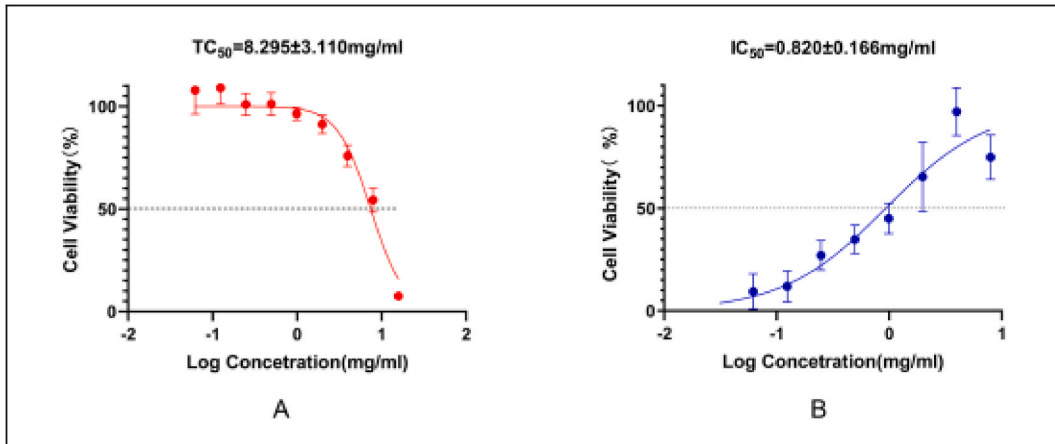 TC50=8.295±3.110mg/ml
Cell Viability(%)
100
50
0
-2
-1
0
1
2
Log Concetration(mg/ml)
A
IC50=0.820±0.166mg/ml
Cell Viability( %)
100
50
0
-2
-1
0
1
Log Concetration(mg/ml)
B